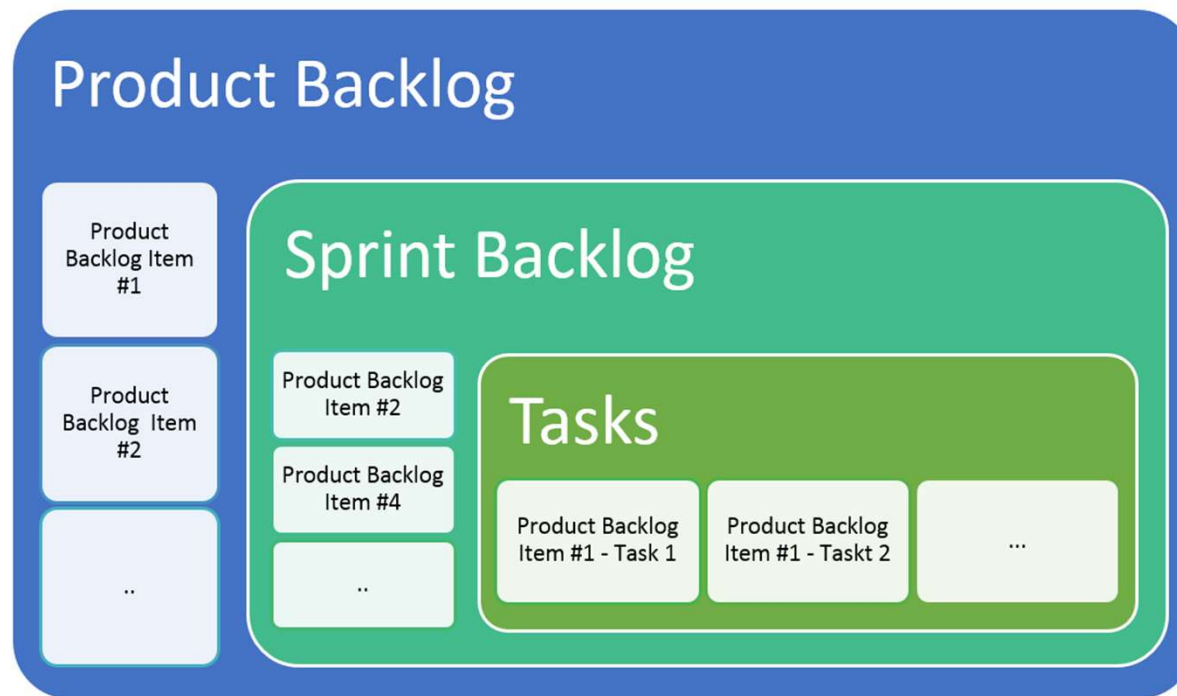 Product Backlog
Product
Backlog Item
#1
Product
Backlog Item
#2
..
Sprint Backlog
Product Backlog
Item #2
Product Backlog
Item #4
..
Tasks
Product Backlog
Item #1 - Task 1
Product Backlog
Item #1 - Taskt 2
...